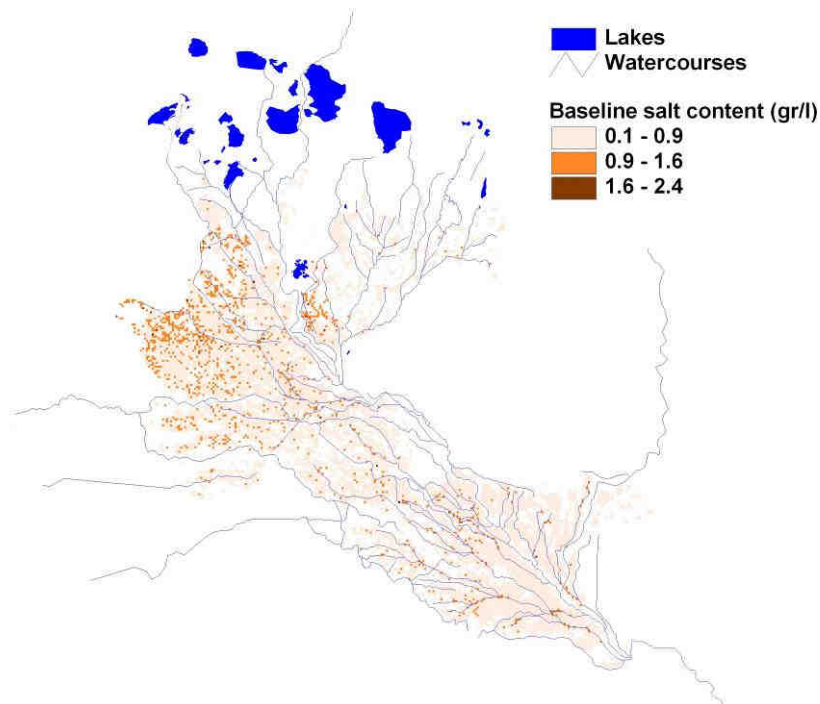 Lakes
Watercourses
Baseline salt content (gr/l)
0.1 - 0.9
0.9 - 1.6
1.6 - 2.4